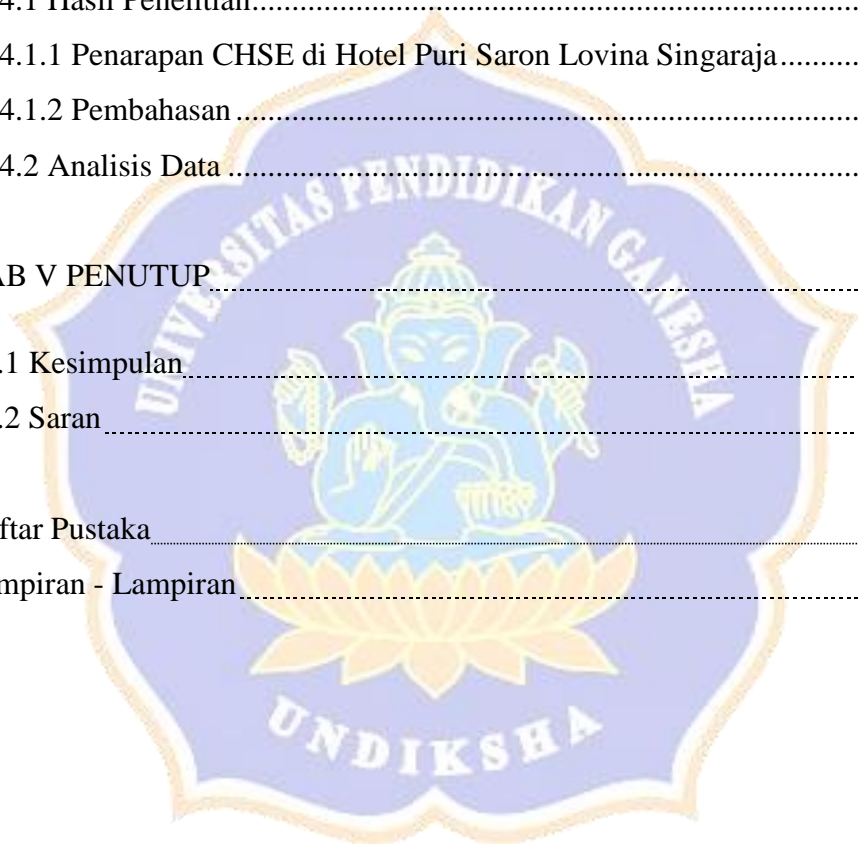 4.1 Hasil Penelitian
4.1.1 Penarapan CHSE di Hotel Puri Saron Lovina Singaraja
4.1.2 Pembahasan
4.2 Analisis Data
UNIVERSITAS PENDIDIKAN GANESHA
AB V PENUTUP
.1 Kesimpulan
.2 Saran
ftar Pustaka
mpiran - Lampiran
UNDIKSHA